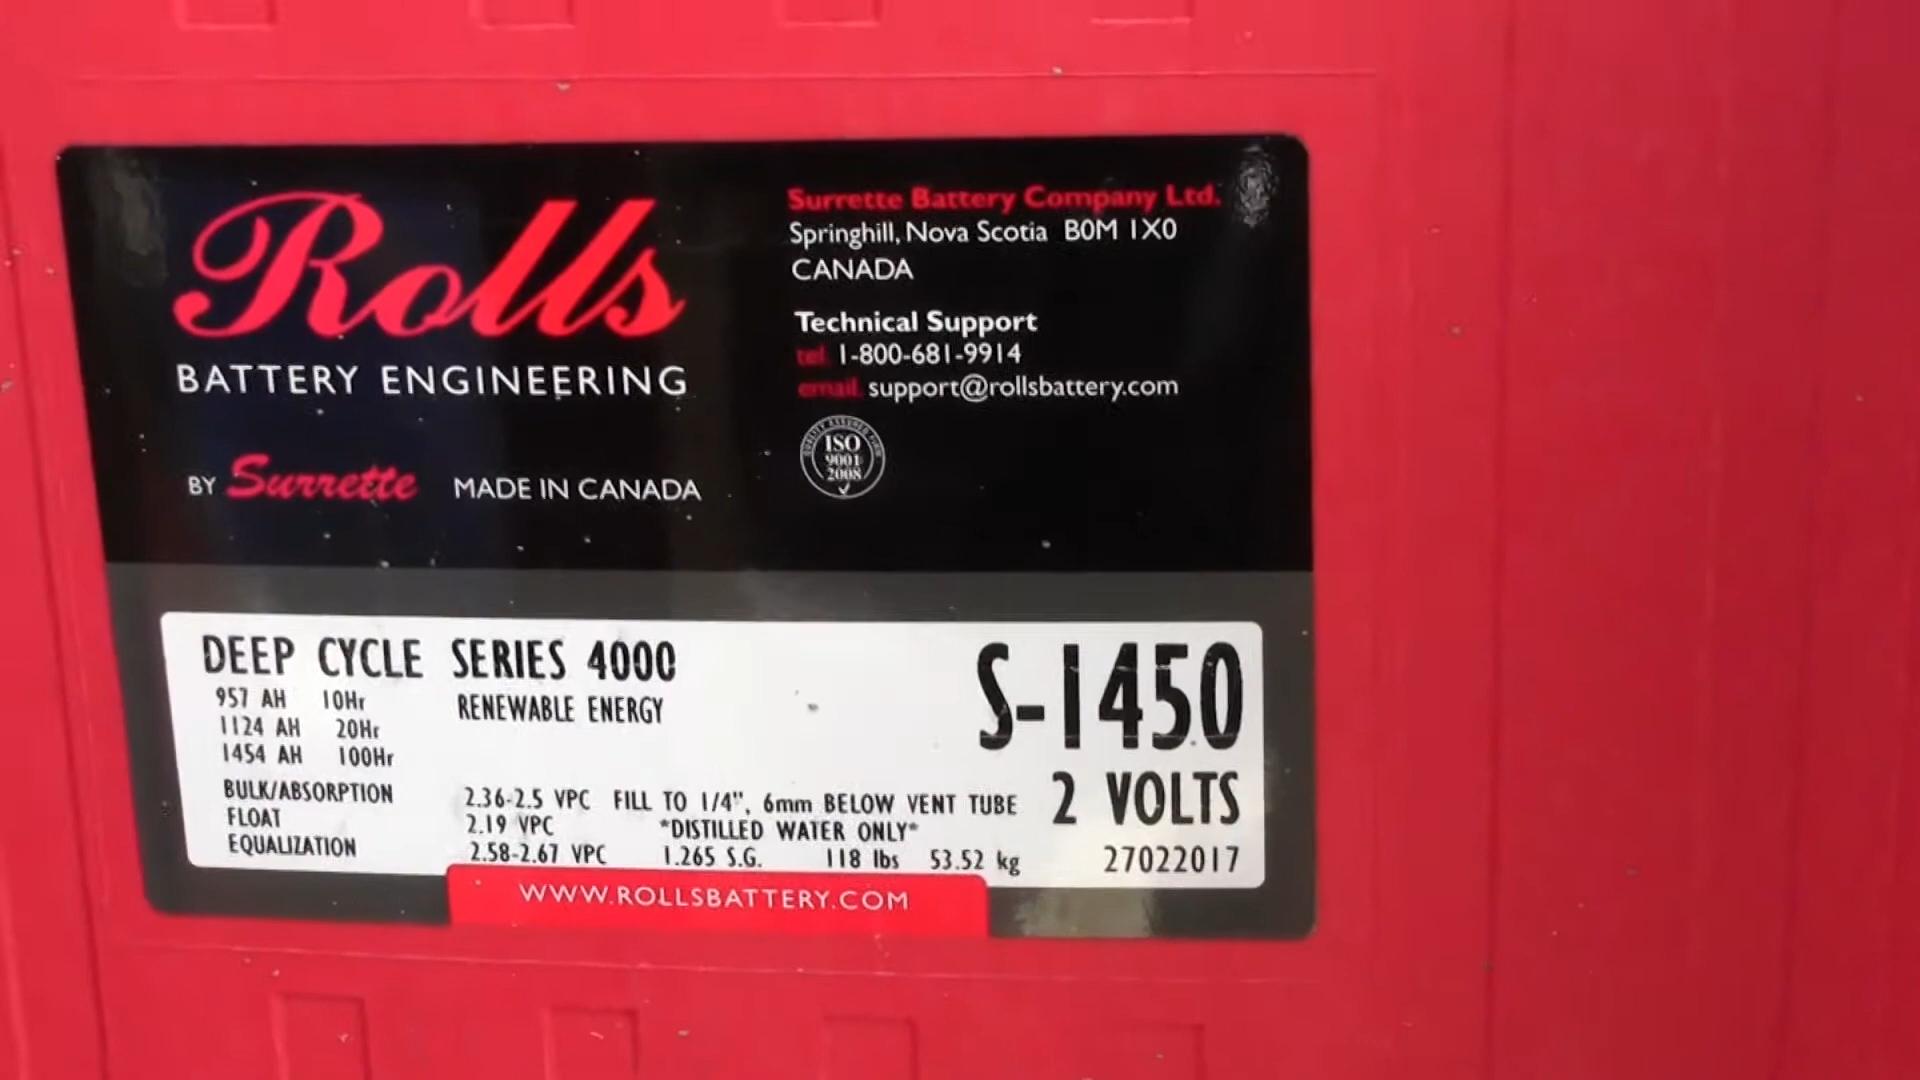 Rolls
BATTERY ENGINEERING
BY Surrette MADE IN CANADA
Surrette Battery Company Ltd.
Springhill, Nova Scotia B0M 1X0
CANADA
Technical Support
tel. 1-800-681-9914
email. support@rollsbattery.com
QUALITY ASSURED FIRM
ISO
9001
2008
DEEP CYCLE SERIES 4000
RENEWABLE ENERGY
957 AH 10Hr
1124 AH 20Hr
1454 AH 100Hr
S-1450
2 VOLTS
27022017
BULK/ABSORPTION 2.36-2.5 VPC FILL TO 1/4", 6mm BELOW VENT TUBE
FLOAT 2.19 VPC *DISTILLED WATER ONLY*
EQUALIZATION 2.58-2.67 VPC 1.265 S.G. 118 lbs 53.52 kg
WWW.ROLLSBATTERY.COM